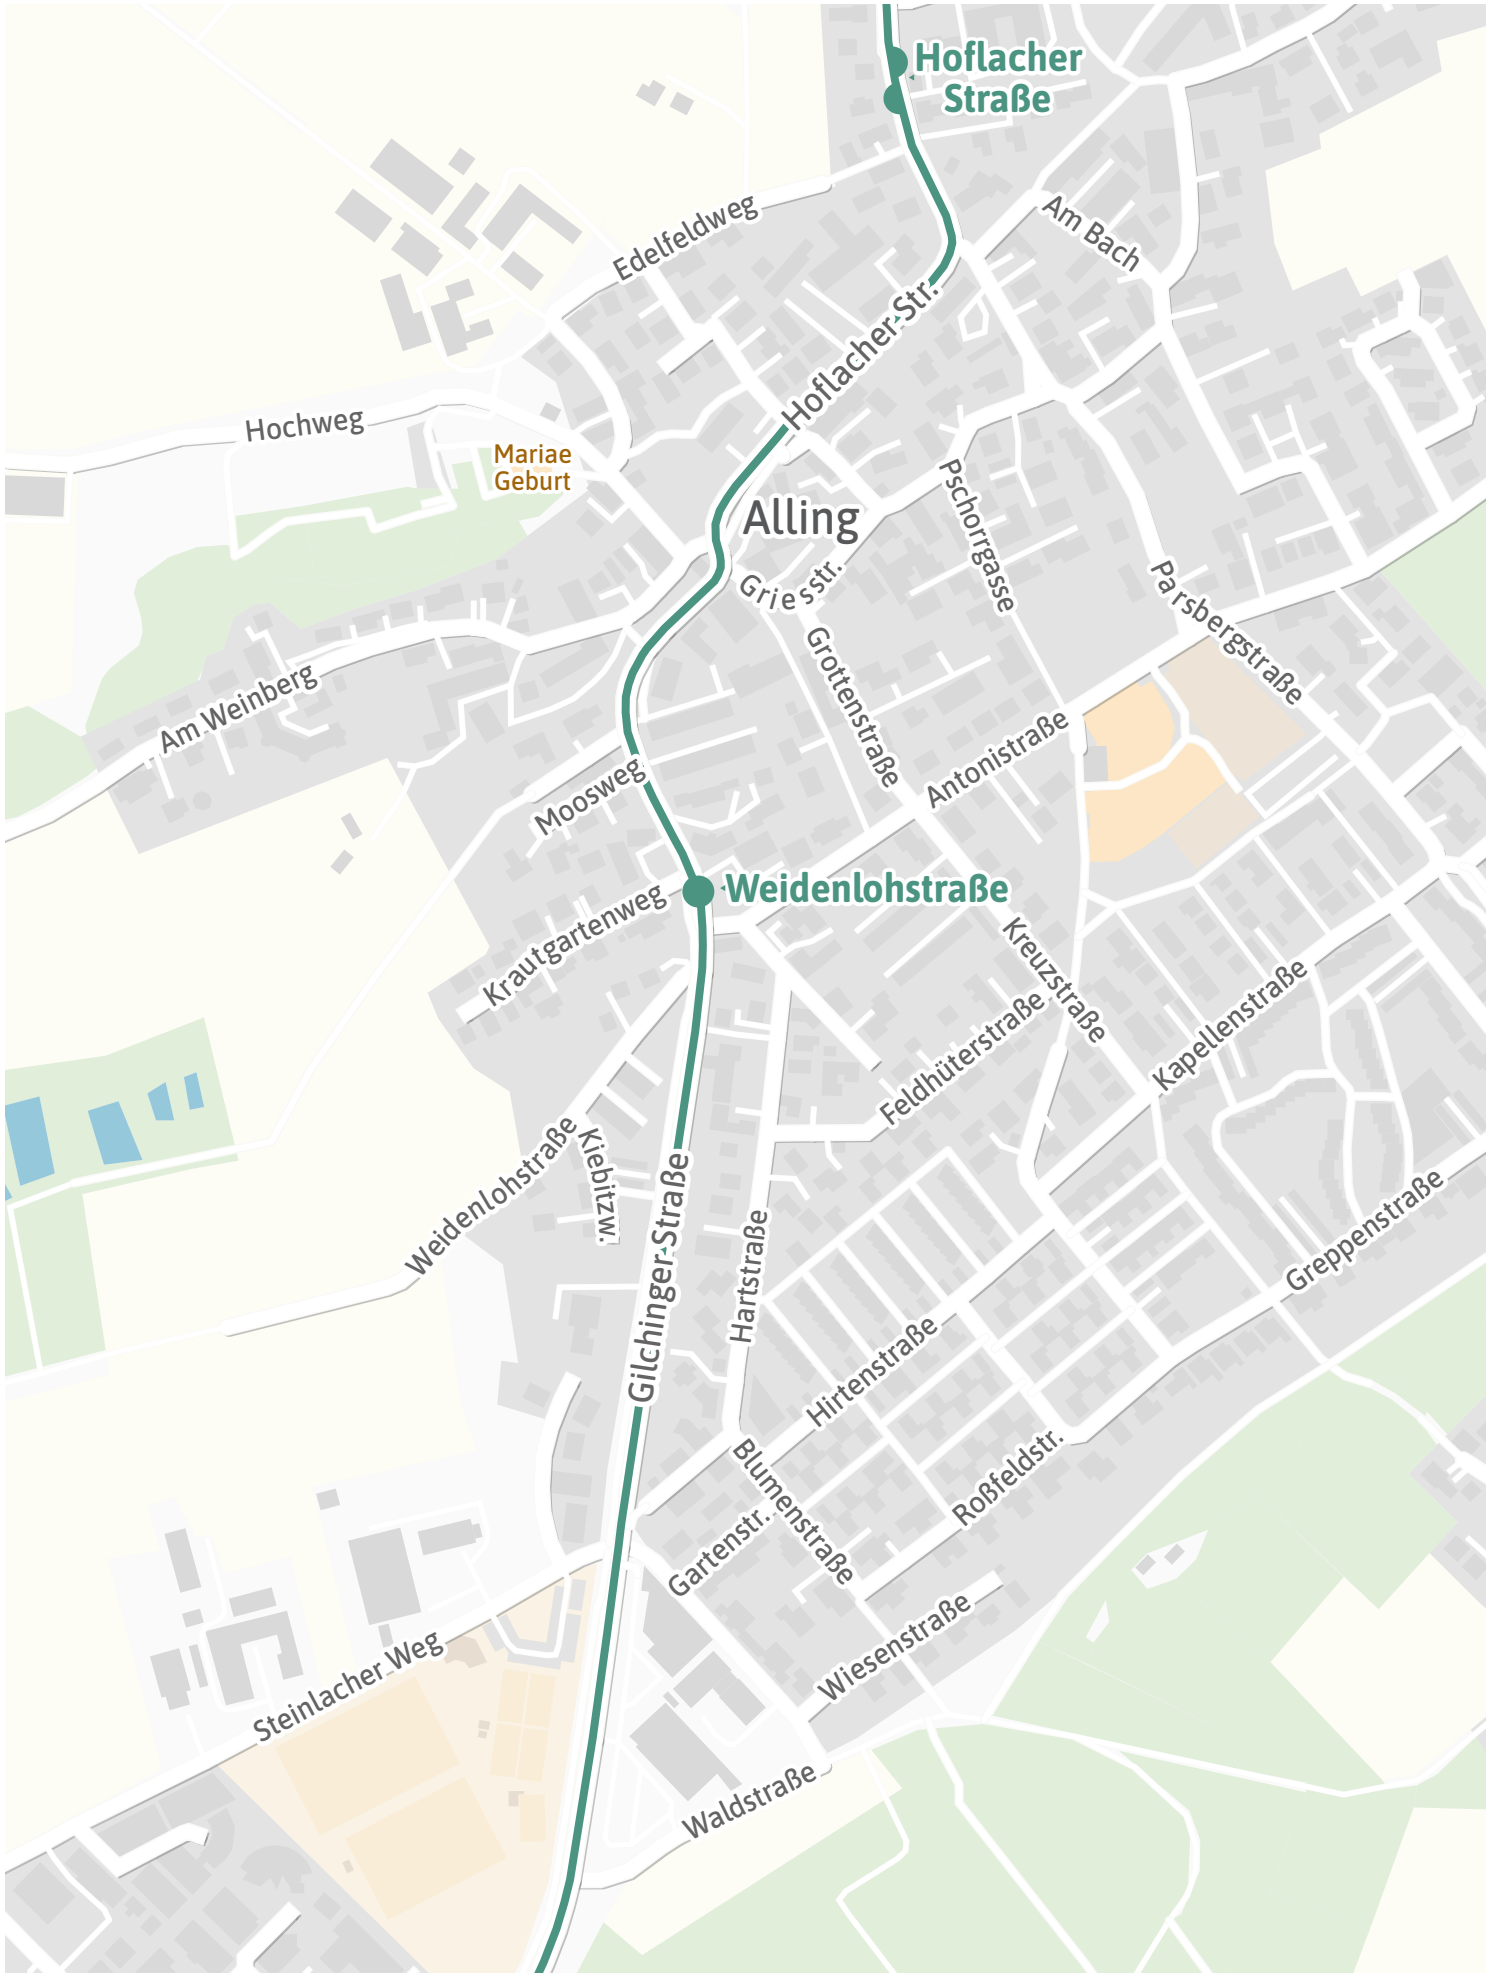 Hoflacher
Straße
Edelfeldweg
Am Bach
Hoflacher Str.
Hochweg
Mariae
Geburt
Alling
Pschorrgasse
Griesstr.
Parsbergstraße
Grottenstraße
Am Weinberg
Antonistraße
Moosweg
Weidenlohstraße
Krautgartenweg
Kreuzstraße
Kapellenstraße
Feldhüterstraße
Weidenlohstraße
Kiebitzw.
Gilchinger Straße
Hartstraße
Greppenstraße
Hirtenstraße
Blumenstraße
Roßfeldstr.
Gartenstr.
Wiesenstraße
Steinlacher Weg
Waldstraße